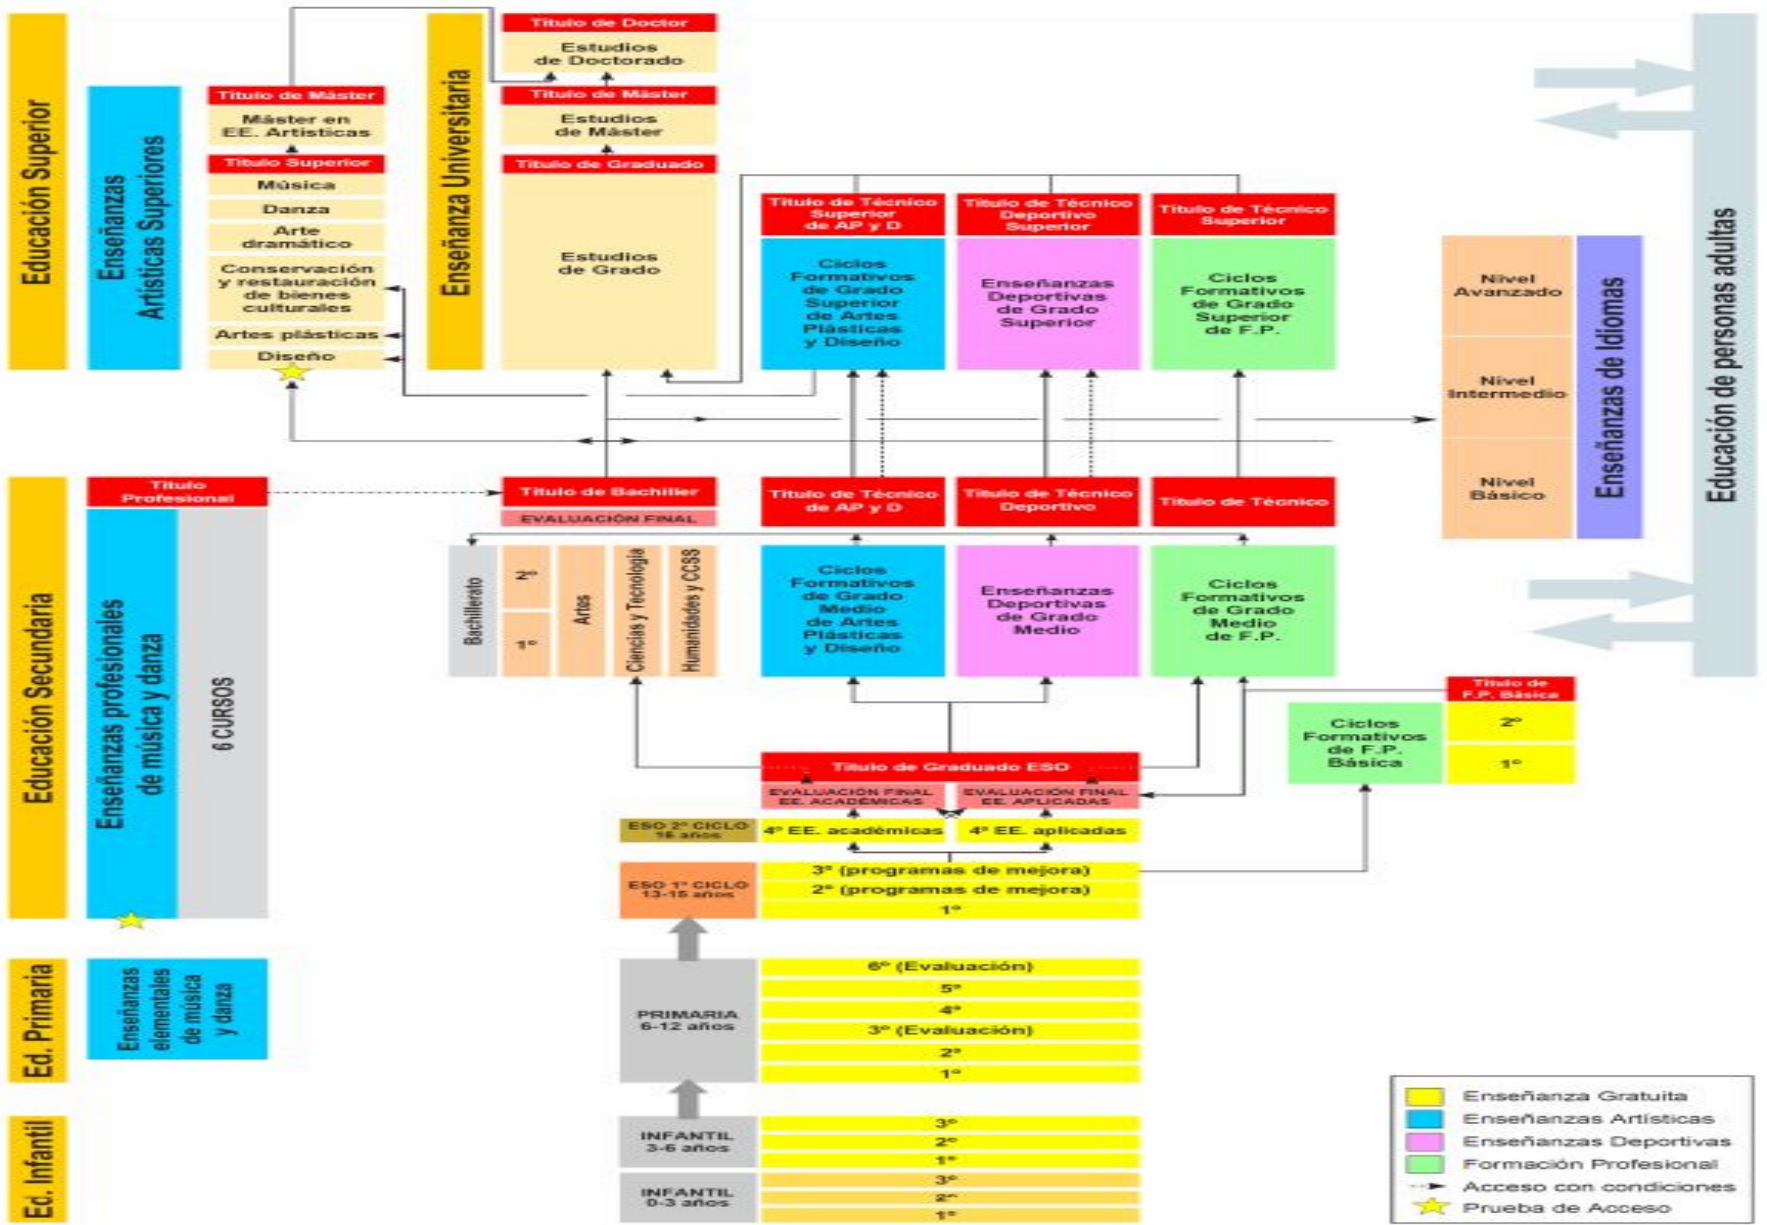 Educación Superior
Enseñanzas
Artísticas Superiores
Título de Máster
Máster en
EE. Artísticas
Título Superior
Música
Danza
Arte
dramático
Conservación
y restauración
de bienes
culturales
Artes plásticas
Diseño
Enseñanza Universitaria
Título de Doctor
Estudios
de Doctorado
Título de Máster
Estudios
de Máster
Título de Graduado
Estudios
de Grado
Título de Técnico
Superior
de AP y D
Ciclos
Formativos
de Grado
Superior
de Artes
Plásticas
y Diseño
Título de Técnico
Deportivo
Superior
Enseñanzas
Deportivas
de Grado
Superior
Título de Técnico
Superior
Ciclos
Formativos
de Grado
Superior
de F.P.
Nivel
Avanzado
Nivel
Intermedio
Nivel
Básico
Enseñanzas de Idiomas
Educación de personas adultas
Educación Secundaria
Título
Profesional
Enseñanzas profesionales
de música y danza
6 CURSOS
Título de Bachiller
EVALUACIÓN FINAL
Bachillerato
2º
1º
Artes
Ciencias y Tecnología
Humanidades y CCSS
Título de Técnico
de AP y D
Ciclos
Formativos
de Grado
Medio
de Artes
Plásticas
y Diseño
Título de Técnico
Deportivo
Enseñanzas
Deportivas
de Grado
Medio
Título de Técnico
Ciclos
Formativos
de Grado
Medio
de F.P.
Título de
F.P. Básica
Ciclos
Formativos
de F.P.
Básica
2º
1º
Título de Graduado ESO
EVALUACIÓN FINAL
EE. ACADÉMICAS
EVALUACIÓN FINAL
EE. APLICADAS
ESO 2º CICLO
16 años
4º EE. académicas
4º EE. aplicadas
ESO 1º CICLO
13-15 años
3º (programas de mejora)
2º (programas de mejora)
1º
Ed. Primaria
Enseñanzas
elementales
de música
y danza
PRIMARIA
6-12 años
6º (Evaluación)
5º
4º
3º (Evaluación)
2º
1º
Ed. Infantil
INFANTIL
3-6 años
3º
2º
1º
INFANTIL
0-3 años
3º
2º
1º
Enseñanza Gratuita
Enseñanzas Artísticas
Enseñanzas Deportivas
Formación Profesional
Acceso con condiciones
Prueba de Acceso